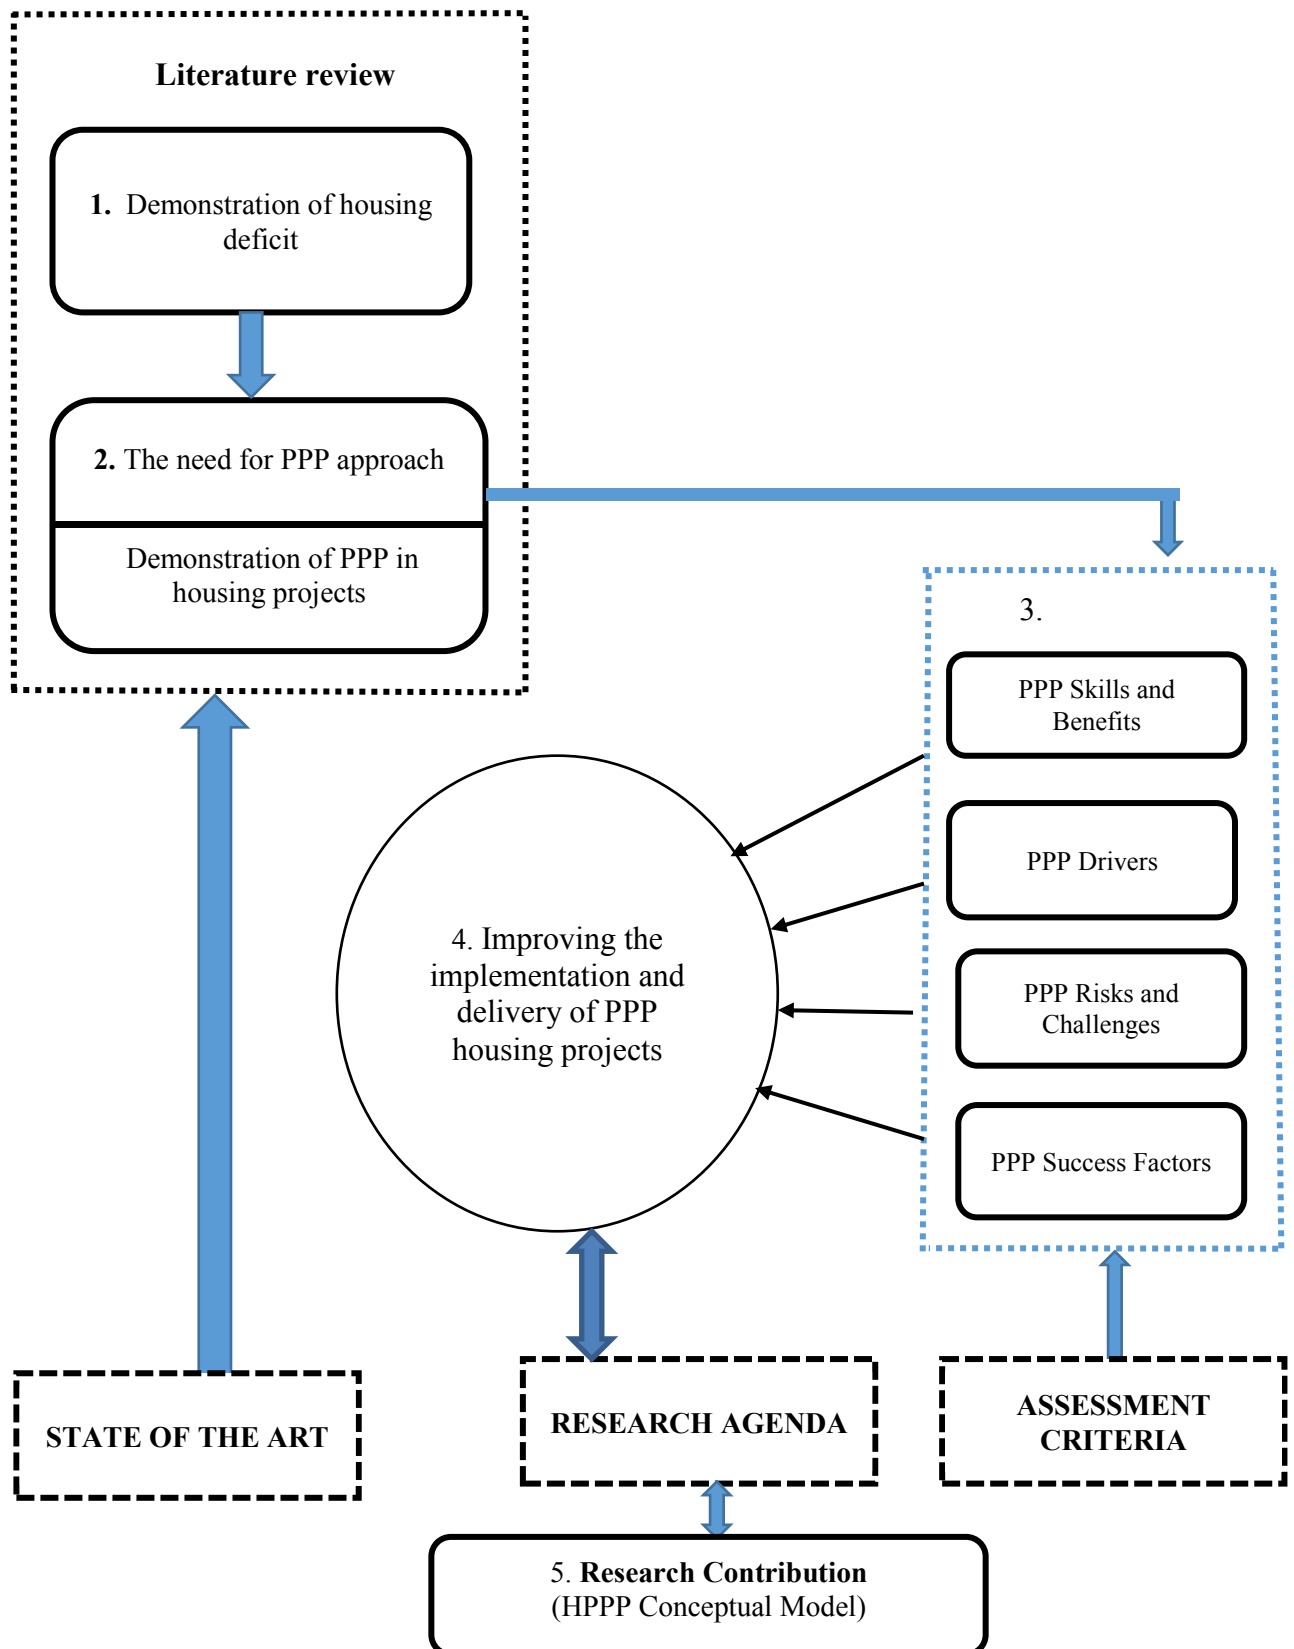 Literature review
1. Demonstration of housing
deficit
2. The need for PPP approach
Demonstration of PPP in
housing projects
3.
PPP Skills and
Benefits
PPP Drivers
PPP Risks and
Challenges
PPP Success Factors
4. Improving the
implementation and
delivery of PPP
housing projects
STATE OF THE ART
RESEARCH AGENDA
ASSESSMENT
CRITERIA
5. Research Contribution
(HPPP Conceptual Model)